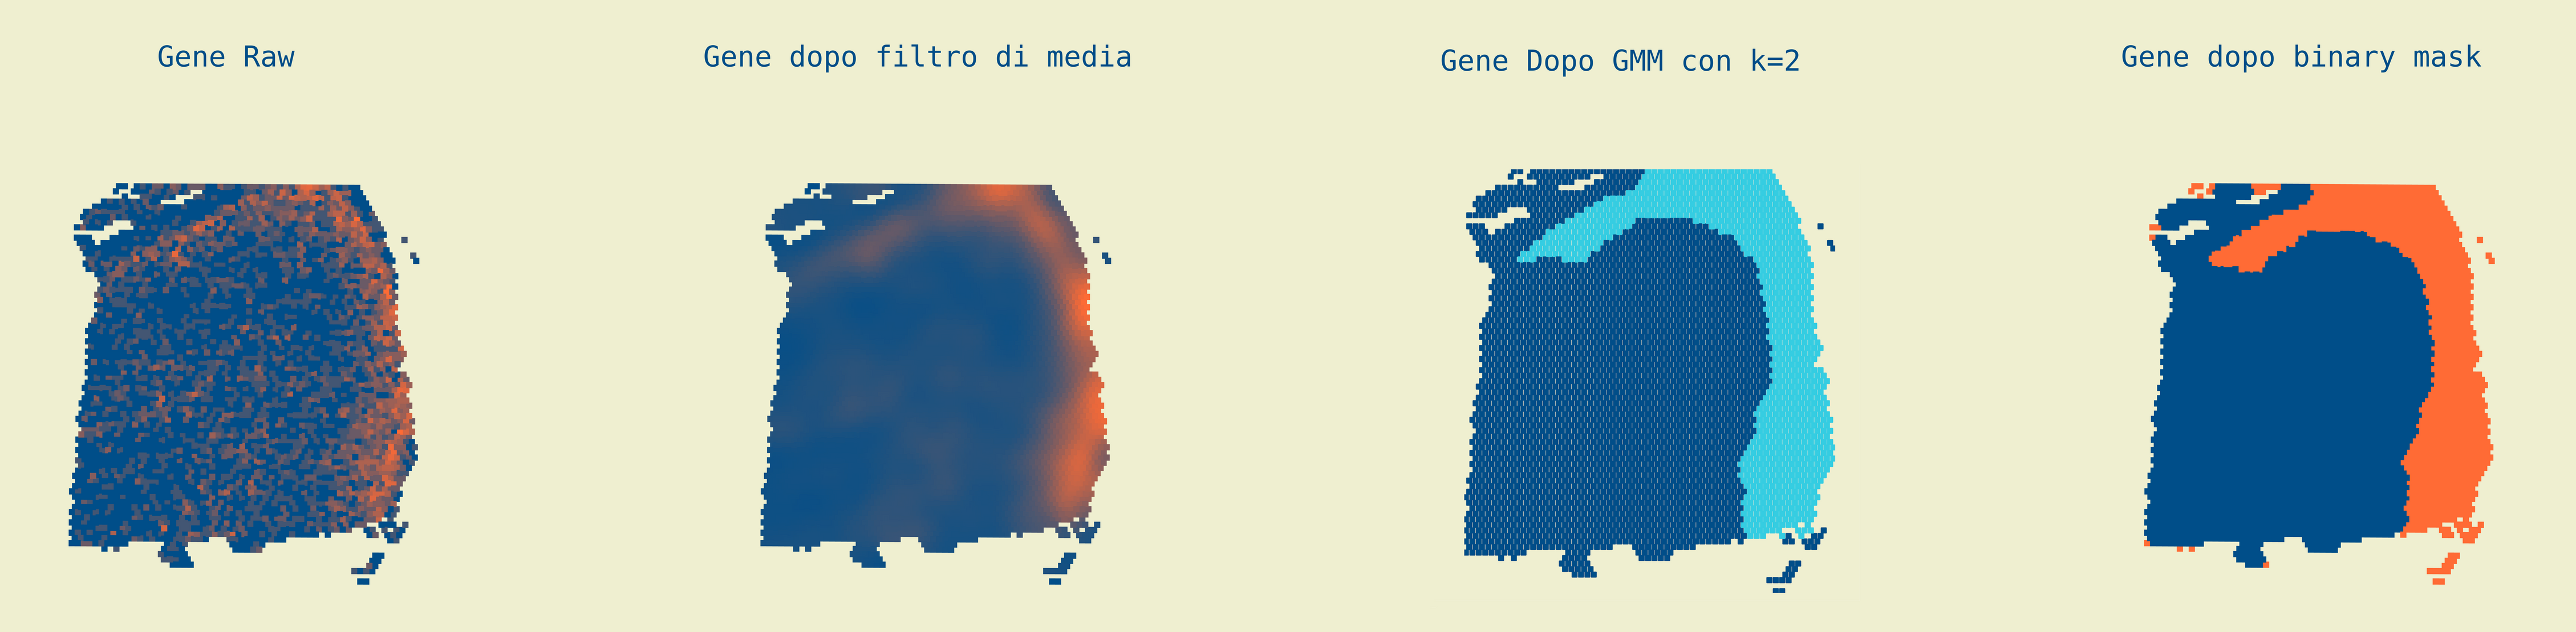 Gene Raw
Gene dopo filtro di media
Gene Dopo GMM con k=2
Gene dopo binary mask